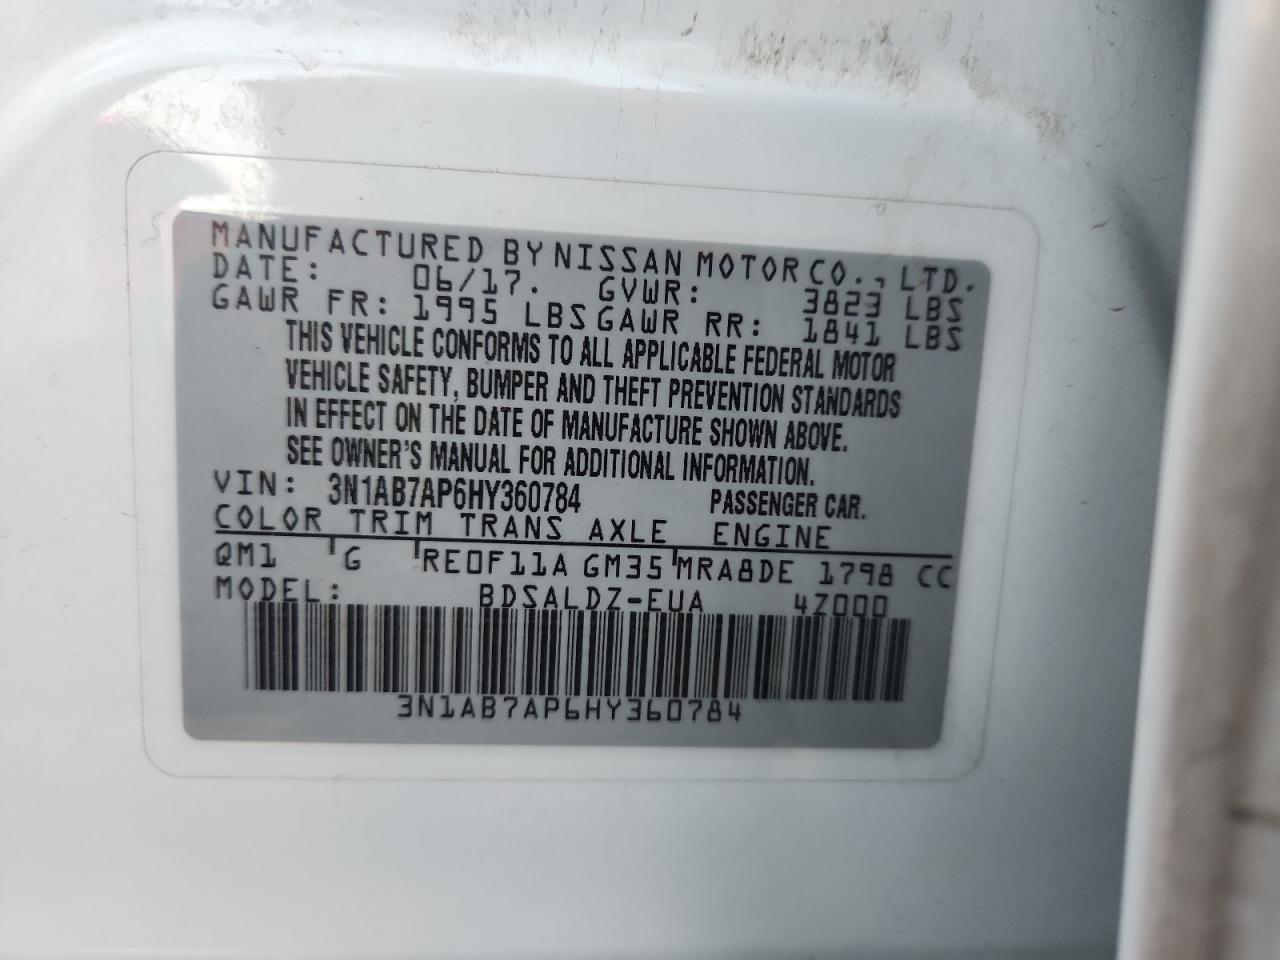 MANUFACTURED BY NISSAN MOTOR CO., LTD.
DATE: 06/17. GVWR: 3823 LBS
GAWR FR: 1995 LBS GAWR RR: 1841 LBS
THIS VEHICLE CONFORMS TO ALL APPLICABLE FEDERAL MOTOR
VEHICLE SAFETY, BUMPER AND THEFT PREVENTION STANDARDS
IN EFFECT ON THE DATE OF MANUFACTURE SHOWN ABOVE.
SEE OWNER'S MANUAL FOR ADDITIONAL INFORMATION.
VIN: 3N1AB7AP6HY360784 PASSENGER CAR.
COLOR TRIM TRANS AXLE ENGINE
QM1 G RE0F11A GM35 MRA8DE 1798 CC
MODEL: BDSALDZ-EUA 4Z000
3N1AB7AP6HY360784